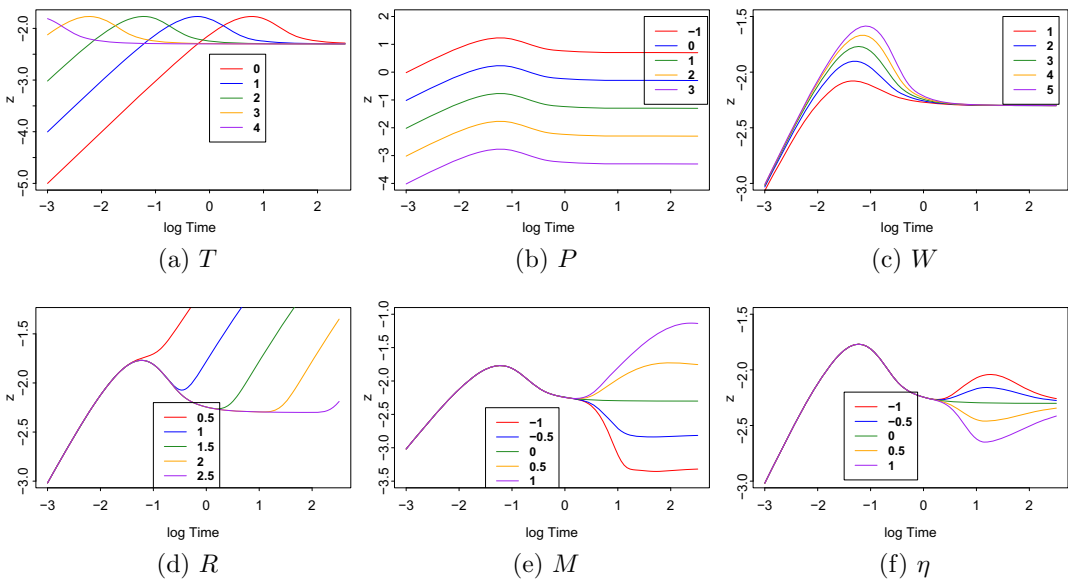 z
−5.0 −4.0 −3.0 −2.0
0
1
2
3
4
−3 −2 −1 0 1 2
log Time
(a) T
z
−4 −3 −2 −1 0 1 2
−1
0
1
2
3
−3 −2 −1 0 1 2
log Time
(b) P
z
−3.0 −2.5 −2.0 −1.5
1
2
3
4
5
−3 −2 −1 0 1 2
log Time
(c) W
z
−3.0 −2.5 −2.0 −1.5
0.5
1
1.5
2
2.5
−3 −2 −1 0 1 2
log Time
(d) R
z
−3.5 −3.0 −2.5 −2.0 −1.5 −1.0
−1
−0.5
0
0.5
1
−3 −2 −1 0 1 2
log Time
(e) M
z
−3.0 −2.5 −2.0 −1.5
−1
−0.5
0
0.5
1
−3 −2 −1 0 1 2
log Time
(f) η